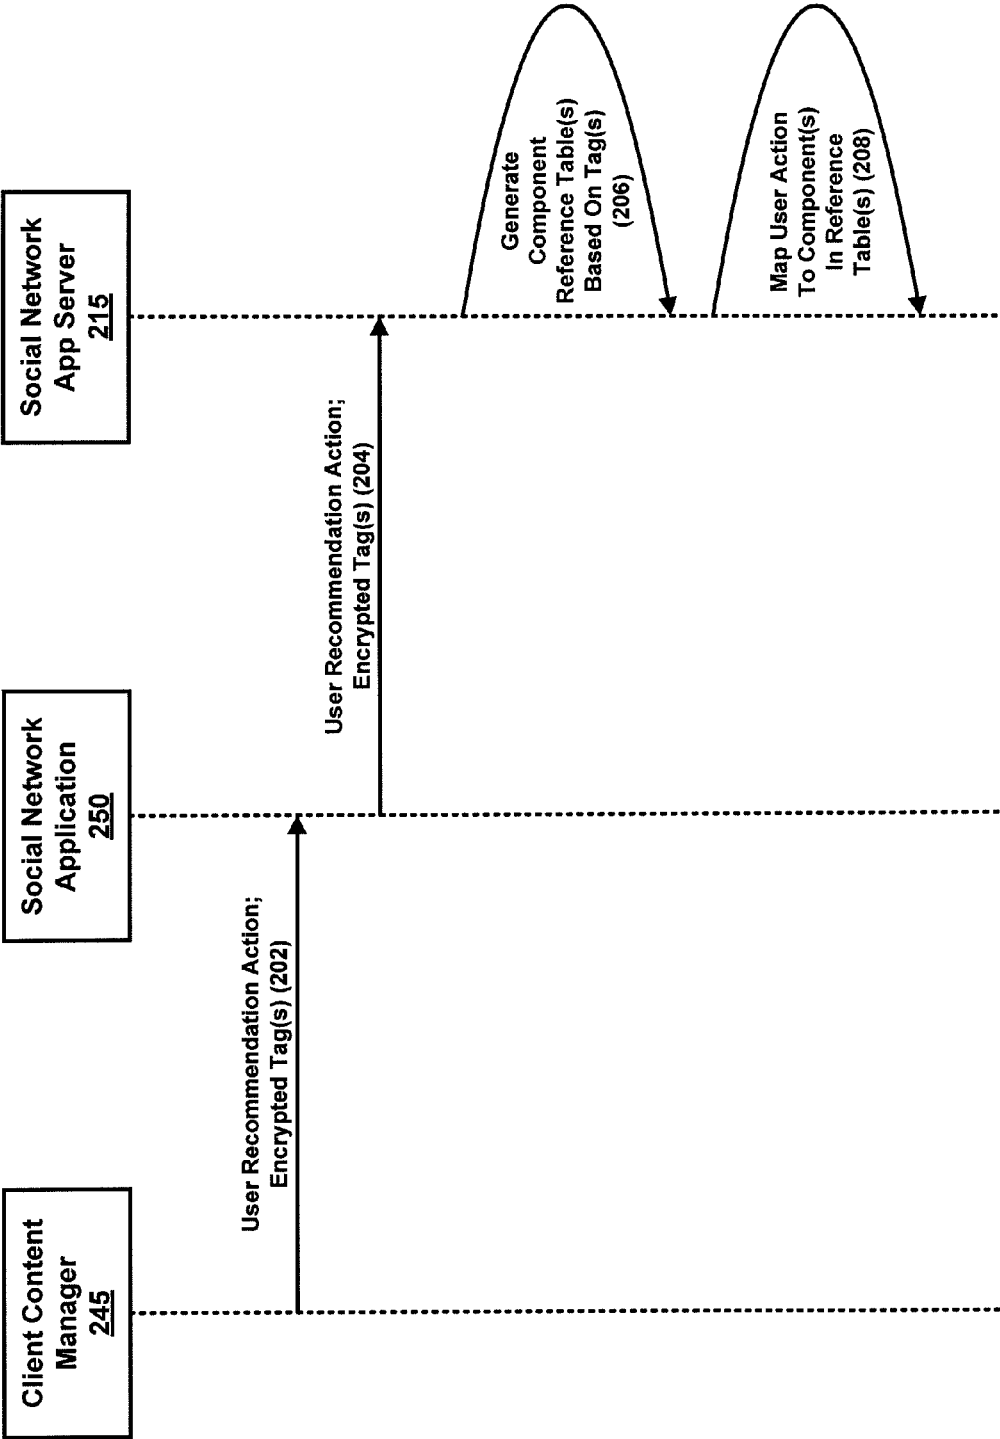 Client Content
Manager
245
Social Network
Application
250
Social Network
App Server
215
User Recommendation Action;
Encrypted Tag(s) (202)
User Recommendation Action;
Encrypted Tag(s) (204)
Generate
Component
Reference Table(s)
Based On Tag(s)
(206)
Map User Action
To Component(s)
In Reference
Table(s) (208)